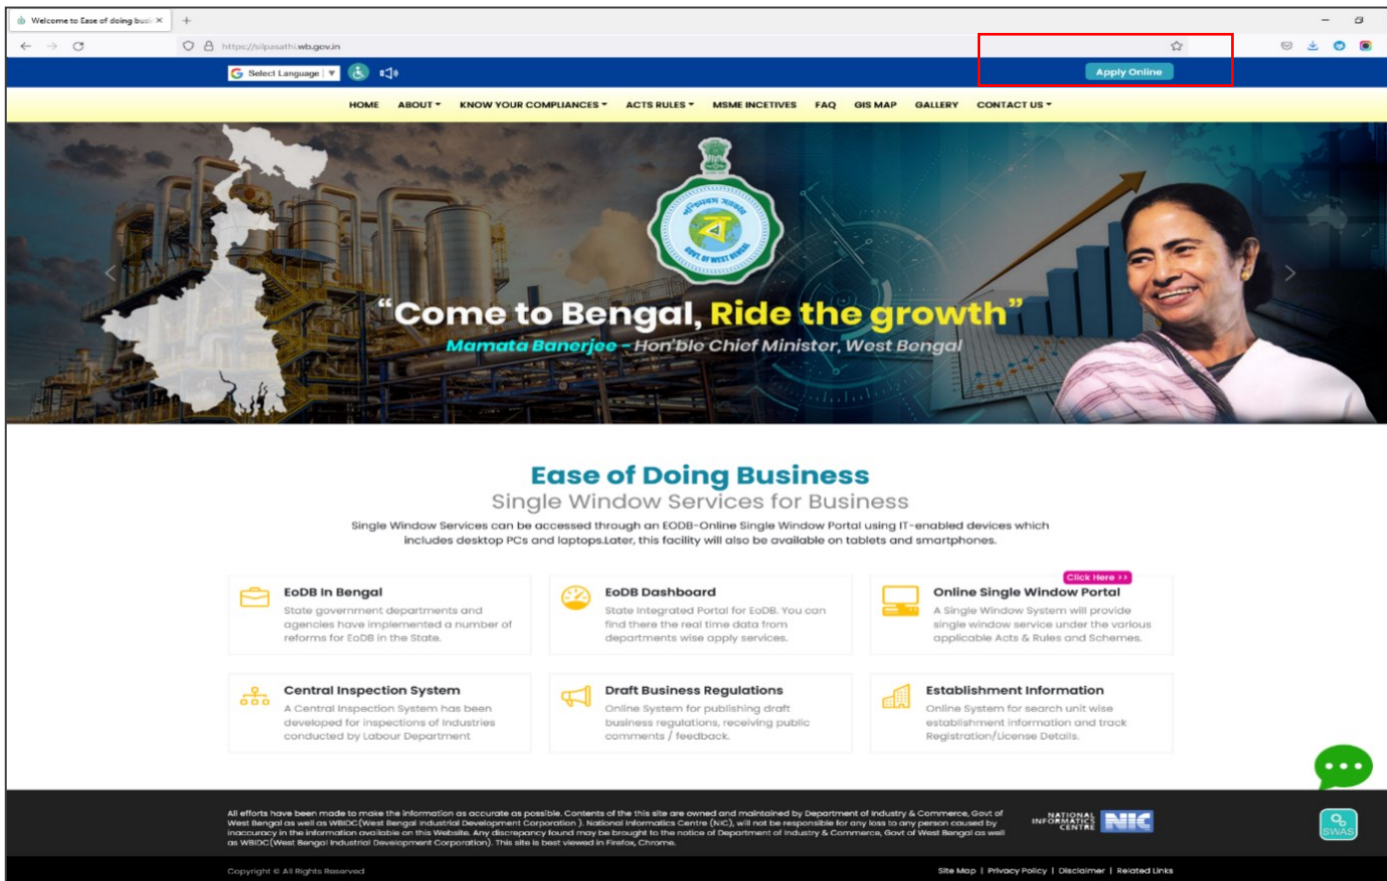 Welcome to Ease of doing busi
https://silpasathi.wb.gov.in
Select Language
Apply Online
HOME ABOUT KNOW YOUR COMPLIANCES ACTS RULES MSME INCETIVES FAQ GIS MAP GALLERY CONTACT US
পশ্চিমবঙ্গ সরকার
ব
GOVT. OF WEST BENGAL
“Come to Bengal, Ride the growth”
Mamata Banerjee - Hon'ble Chief Minister, West Bengal
Ease of Doing Business
Single Window Services for Business
Single Window Services can be accessed through an EODB-Online Single Window Portal using IT-enabled devices which
includes desktop PCs and laptops.Later, this facility will also be available on tablets and smartphones.
EoDB In Bengal
State government departments and
agencies have implemented a number of
reforms for EoDB in the State.
EoDB Dashboard
State Integrated Portal for EoDB. You can
find there the real time data from
departments wise apply services.
Click Here >>
Online Single Window Portal
A Single Window System will provide
single window service under the various
applicable Acts & Rules and Schemes.
Central Inspection System
A Central Inspection System has been
developed for inspections of Industries
conducted by Labour Department
Draft Business Regulations
Online System for publishing draft
business regulations, receiving public
comments / feedback.
Establishment Information
Online System for search unit wise
establishment information and track
Registration/License Details.
All efforts have been made to make the information as accurate as possible. Contents of the this site are owned and maintained by Department of Industry & Commerce, Govt of
West Bengal as well as WBIDC(West Bengal Industrial Development Corporation ). National Informatics Centre (NIC), will not be responsible for any loss to any person caused by
inaccuracy in the information available on this Website. Any discrepancy found may be brought to the notice of Department of Industry & Commerce, Govt of West Bengal as well
as WBIDC(West Bengal Industrial Development Corporation). This site is best viewed in Firefox, Chrome.
NATIONAL
INFORMATICS
CENTRE
NIC
SWAS
Copyright © All Rights Reserved
Site Map | Privacy Policy | Disclaimer | Related Links